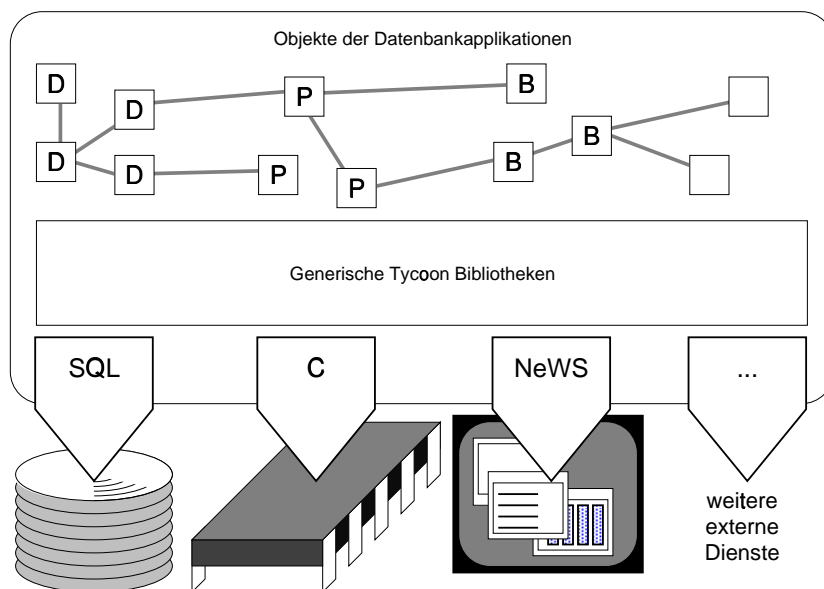 Objekte der Datenbankapplikationen
D
D
P
B
D
D
P
P
B
B
Generische Tycoon Bibliotheken
SQL
C
NeWS
...
weitere
externe
Dienste